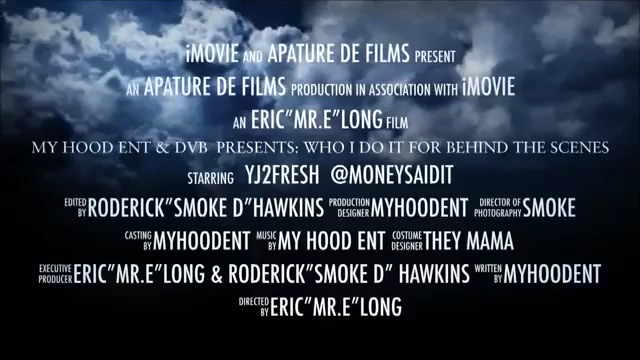 iMOVIE AND APATURE DE FILMS PRESENT
AN APATURE DE FILMS PRODUCTION IN ASSOCIATION WITH iMOVIE
AN ERIC"MR.E"LONG FILM
MY HOOD ENT & DVB PRESENTS: WHO I DO IT FOR BEHIND THE SCENES
STARRING YJ2FRESH @MONEYSAIDIT
EDITED BY RODERICK"SMOKE D"HAWKINS PRODUCTION DESIGNER MYHOODENT DIRECTOR OF PHOTOGRAPHY SMOKE
CASTING BY MYHOODENT MUSIC BY MY HOOD ENT COSTUME DESIGNER THEY MAMA
EXECUTIVE PRODUCER ERIC"MR.E"LONG & RODERICK"SMOKE D" HAWKINS WRITTEN BY MYHOODENT
DIRECTED BY ERIC"MR.E"LONG